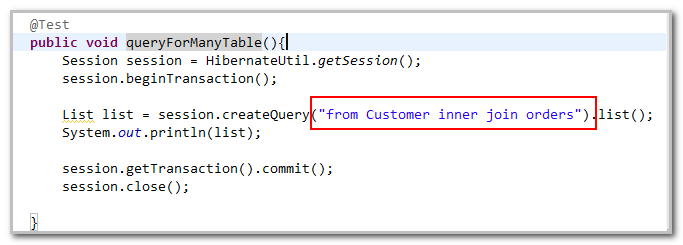 @Test
public void queryForManyTable(){
Session session = HibernateUtil.getSession();
session.beginTransaction();
List list = session.createQuery("from Customer inner join orders").list();
System.out.println(list);
session.getTransaction().commit();
session.close();
}